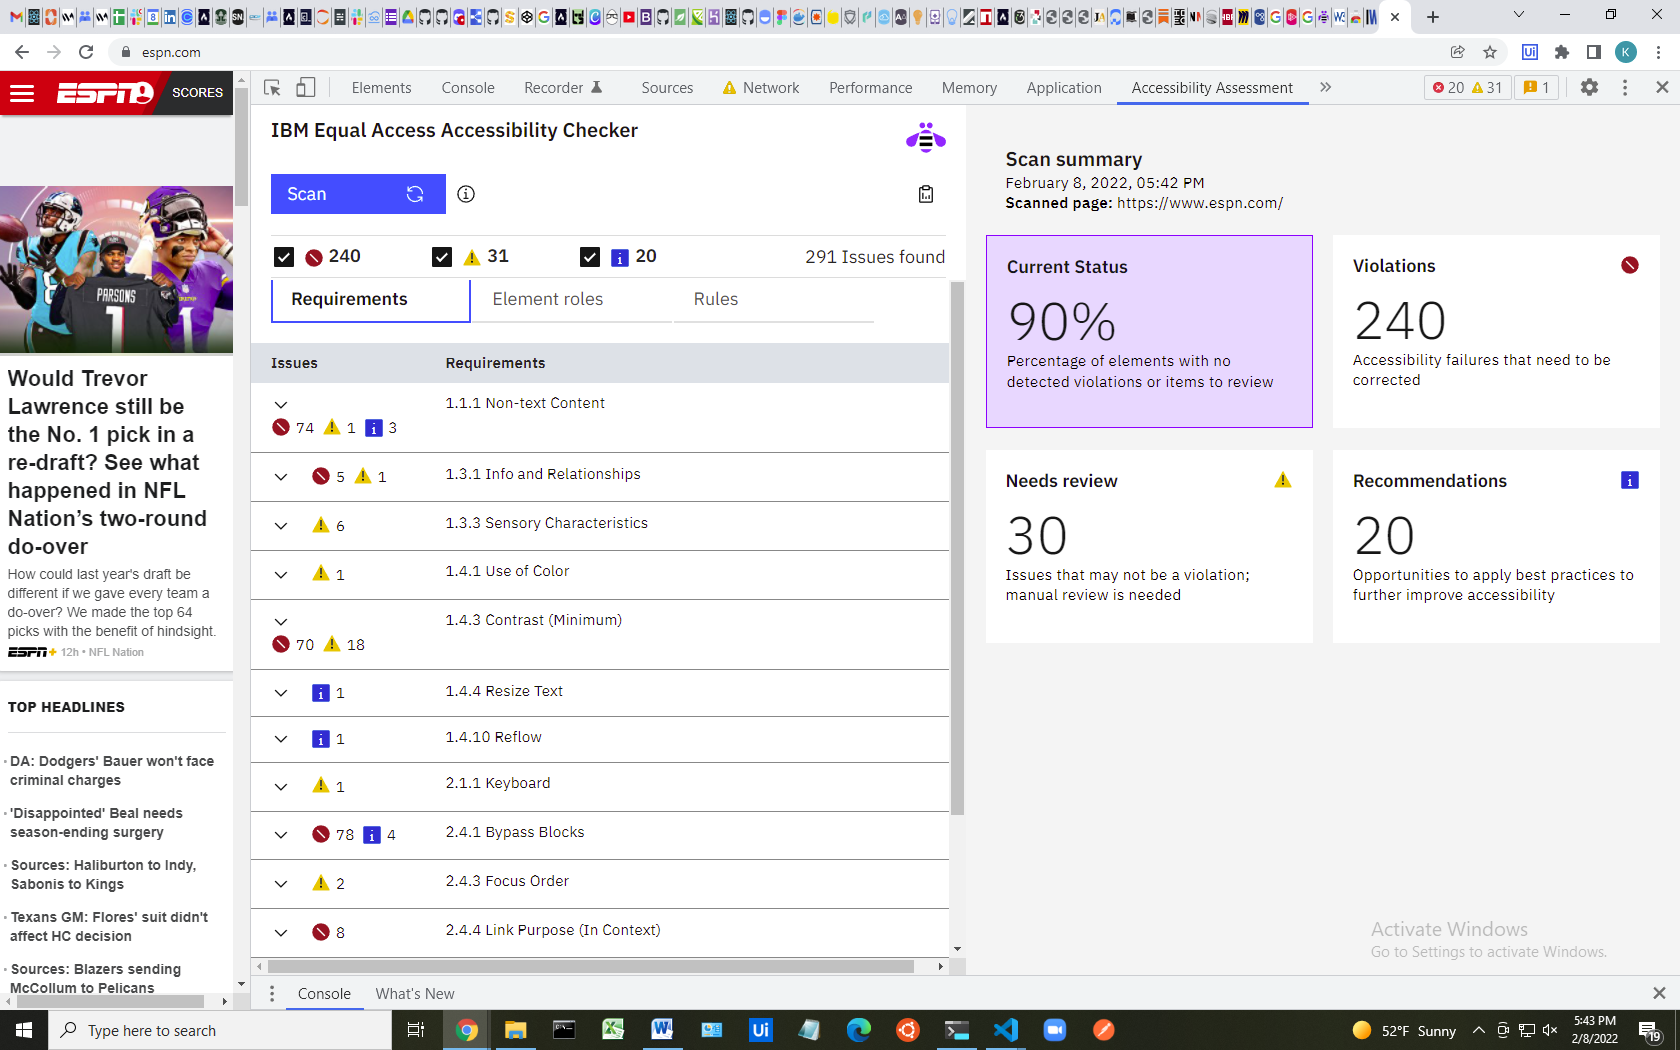 espn.com
ESPN
SCORES
PARSONS
1
Would Trevor
Lawrence still be
the No. 1 pick in a
re-draft? See what
happened in NFL
Nation’s two-round
do-over
How could last year's draft be
different if we gave every team a
do-over? We made the top 64
picks with the benefit of hindsight.
ESPN+ 12h • NFL Nation
TOP HEADLINES
DA: Dodgers' Bauer won't face
criminal charges
'Disappointed' Beal needs
season-ending surgery
Sources: Haliburton to Indy,
Sabonis to Kings
Texans GM: Flores' suit didn't
affect HC decision
Sources: Blazers sending
McCollum to Pelicans
Elements Console Recorder Sources Network Performance Memory Application Accessibility Assessment » 20 31 1
IBM Equal Access Accessibility Checker
Scan
240 31 20 291 Issues found
Requirements Element roles Rules
Issues Requirements
1.1.1 Non-text Content
74 1 3
5 1 1.3.1 Info and Relationships
6 1.3.3 Sensory Characteristics
1 1.4.1 Use of Color
1.4.3 Contrast (Minimum)
70 18
1 1.4.4 Resize Text
1 1.4.10 Reflow
1 2.1.1 Keyboard
78 4 2.4.1 Bypass Blocks
2 2.4.3 Focus Order
8 2.4.4 Link Purpose (In Context)
Scan summary
February 8, 2022, 05:42 PM
Scanned page: https://www.espn.com/
Current Status
90%
Percentage of elements with no
detected violations or items to review
Violations
240
Accessibility failures that need to be
corrected
Needs review
30
Issues that may not be a violation;
manual review is needed
Recommendations
20
Opportunities to apply best practices to
further improve accessibility
Activate Windows
Go to Settings to activate Windows.
Console What's New
Type here to search
Ui
52°F Sunny
5:43 PM
2/8/2022
19